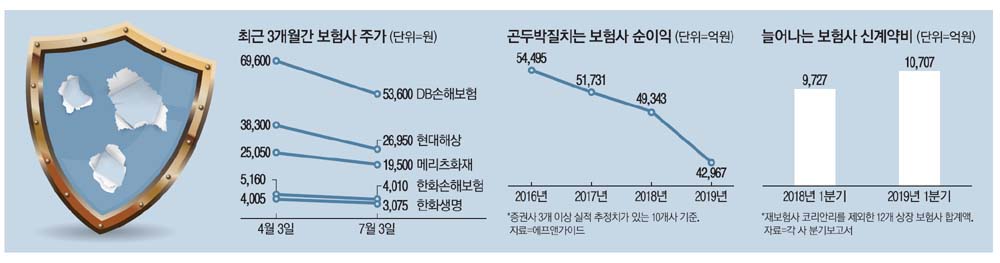 최근 3개월간 보험사 주가 (단위=원)
69,600
53,600 DB손해보험
38,300
26,950 현대해상
25,050
19,500 메리츠화재
5,160
4,010 한화손해보험
4,005
3,075 한화생명
4월 3일 7월 3일
곤두박질치는 보험사 순이익 (단위=억원)
54,495
51,731
49,343
42,967
2016년 2017년 2018년 2019년
*증권사 3개 이상 실적 추정치가 있는 10개사 기준.
자료=에프앤가이드
늘어나는 보험사 신계약비 (단위=억원)
9,727
10,707
2018년 1분기 2019년 1분기
*재보험사 코리안리를 제외한 12개 상장 보험사 합계액.
자료=각 사 분기보고서